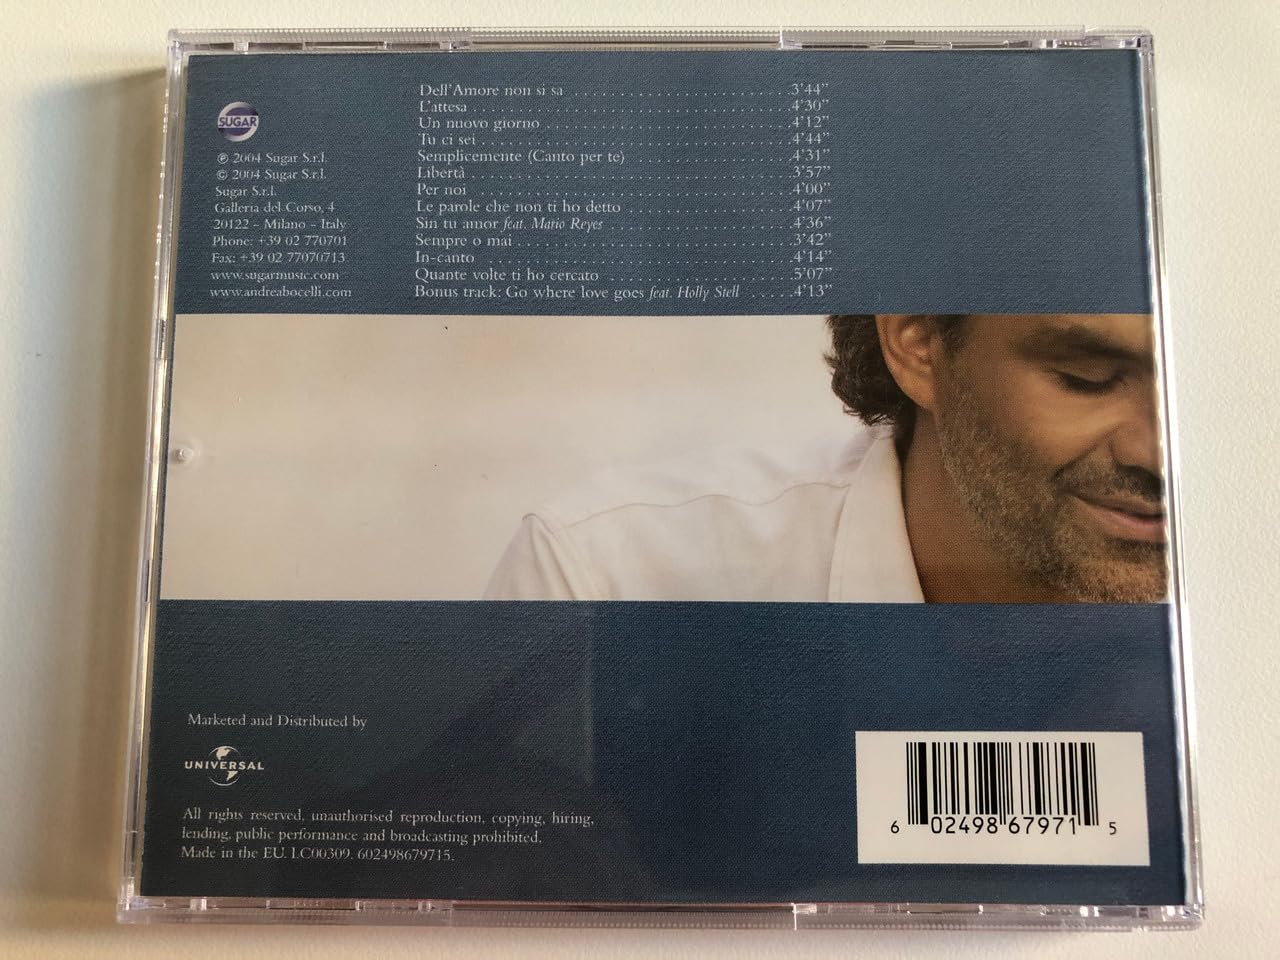 SUGAR
℗ 2004 Sugar S.r.l.
© 2004 Sugar S.r.l.
Sugar S.r.l.
Galleria del Corso, 4
20122 - Milano - Italy
Phone: +39 02 770701
Fax: +39 02 77070713
www.sugarmusic.com
www.andreabocelli.com
Dell'Amore non si sa ........................3'44"
L'attesa ........................4'30"
Un nuovo giorno ........................4'12"
Tu ci sei ........................4'44"
Semplicemente (Canto per te) ................4'31"
Libertà ........................3'57"
Per noi ........................4'00"
Le parole che non ti ho detto ................4'07"
Sin tu amor feat. Mario Reyes ................4'36"
Sempre o mai ........................3'42"
In-canto ........................4'14"
Quante volte ti ho cercato ................5'07"
Bonus track: Go where love goes feat. Holly Stell .....4'13"
Marketed and Distributed by
UNIVERSAL
All rights reserved, unauthorised reproduction, copying, hiring,
lending, public performance and broadcasting prohibited.
Made in the EU. LC00309. 602498679715.
6 02498 67971 5